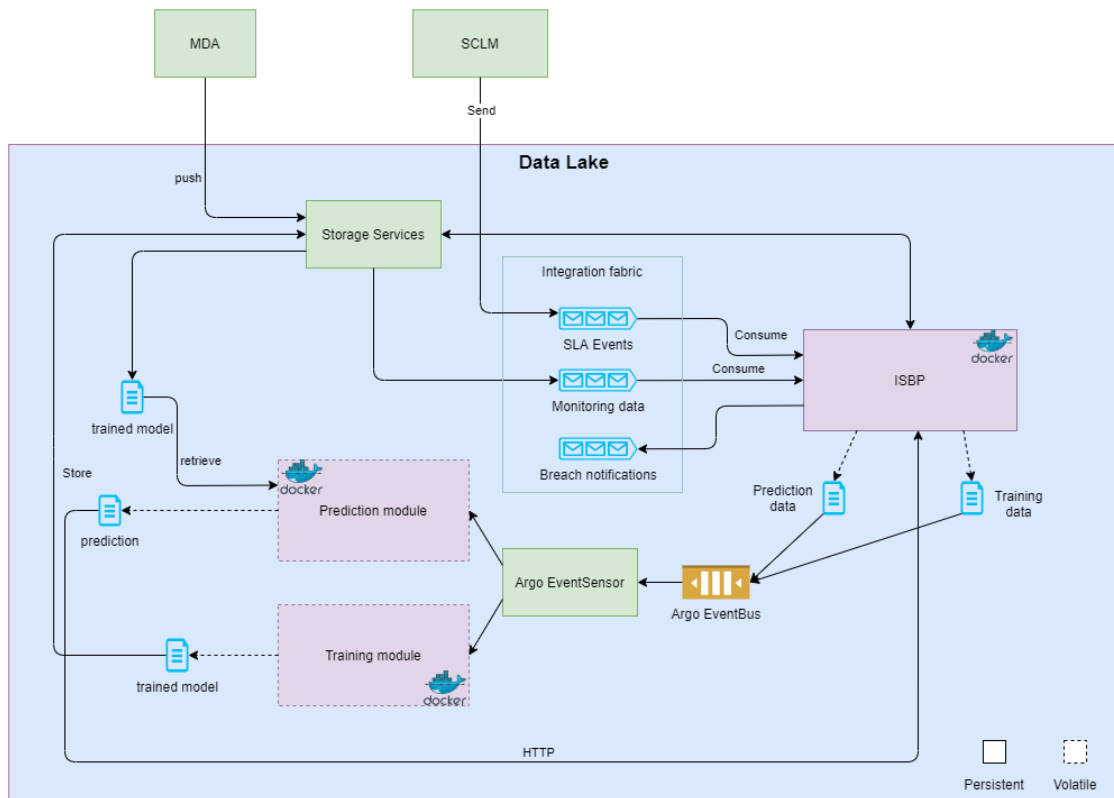 MDA
SCLM
Send
Data Lake
push
Storage Services
Integration fabric
SLA Events
Consume
docker
ISBP
Monitoring data
Consume
trained model
retrieve
Breach notifications
Store
docker
Prediction module
prediction
Prediction
data
Training
data
Argo EventSensor
Argo EventBus
Training module
trained model
docker
HTTP
Persistent
Volatile